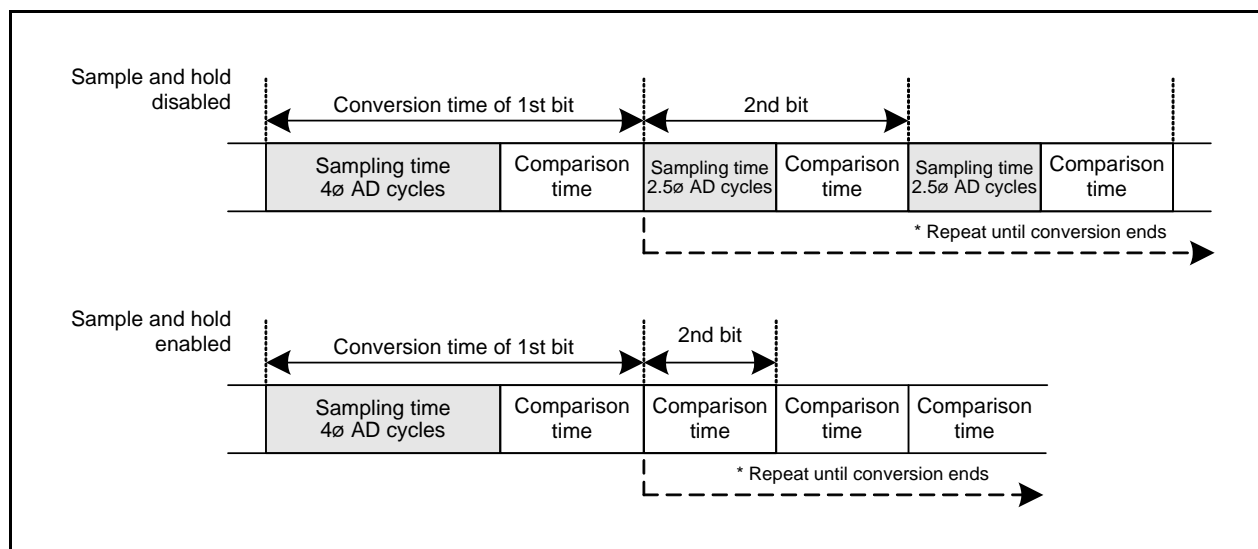 Sample and hold
disabled
Conversion time of 1st bit
2nd bit
Sampling time
4ø AD cycles
Comparison
time
Sampling time
2.5ø AD cycles
Comparison
time
Sampling time
2.5ø AD cycles
Comparison
time
* Repeat until conversion ends
Sample and hold
enabled
Conversion time of 1st bit
2nd bit
Sampling time
4ø AD cycles
Comparison
time
Comparison
time
Comparison
time
Comparison
time
* Repeat until conversion ends